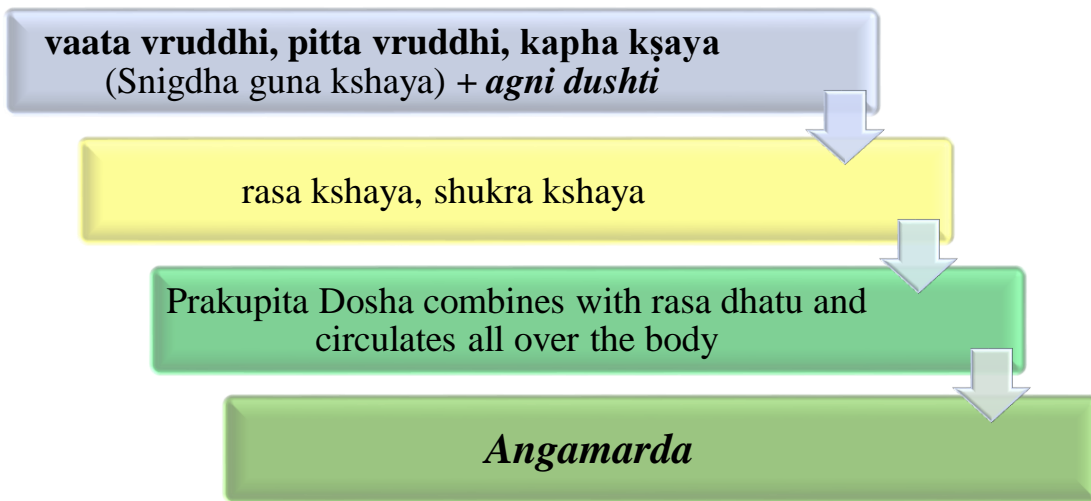 vaata vruddhi, pitta vruddhi, kapha kṣaya
(Snigdha guna kshaya) + agni dushti
rasa kshaya, shukra kshaya
Prakupita Dosha combines with rasa dhatu and
circulates all over the body
Angamarda